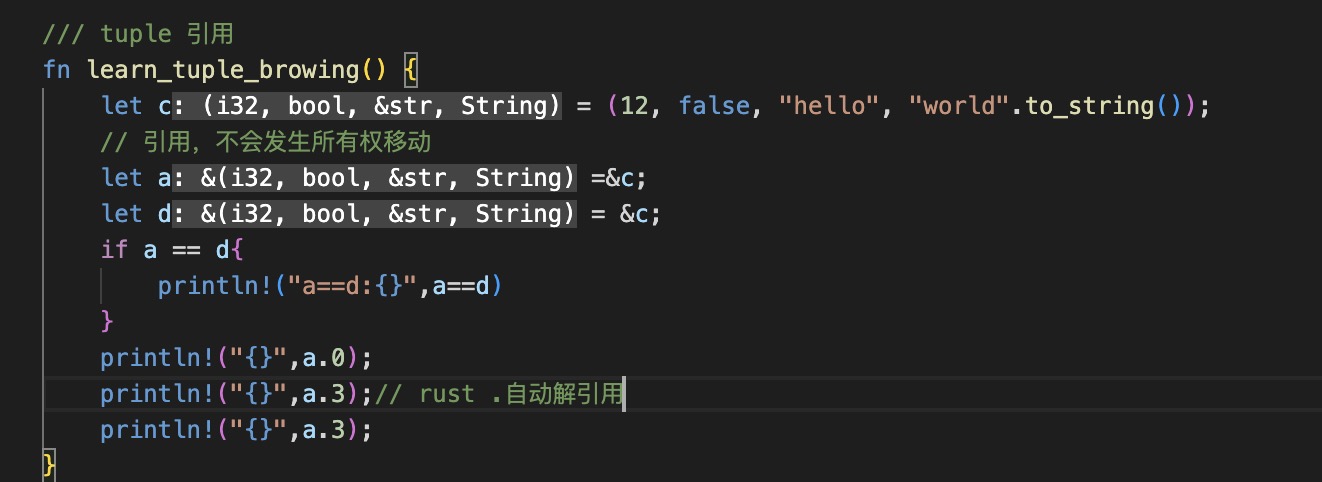 /// tuple 引用
fn learn_tuple_browing() {
let c: (i32, bool, &str, String) = (12, false, "hello", "world".to_string());
// 引用，不会发生所有权移动
let a: &(i32, bool, &str, String) =&c;
let d: &(i32, bool, &str, String) = &c;
if a == d{
println!("a==d:{}",a==d)
}
println!("{}",a.0);
println!("{}",a.3);// rust .自动解引用
println!("{}",a.3);
}